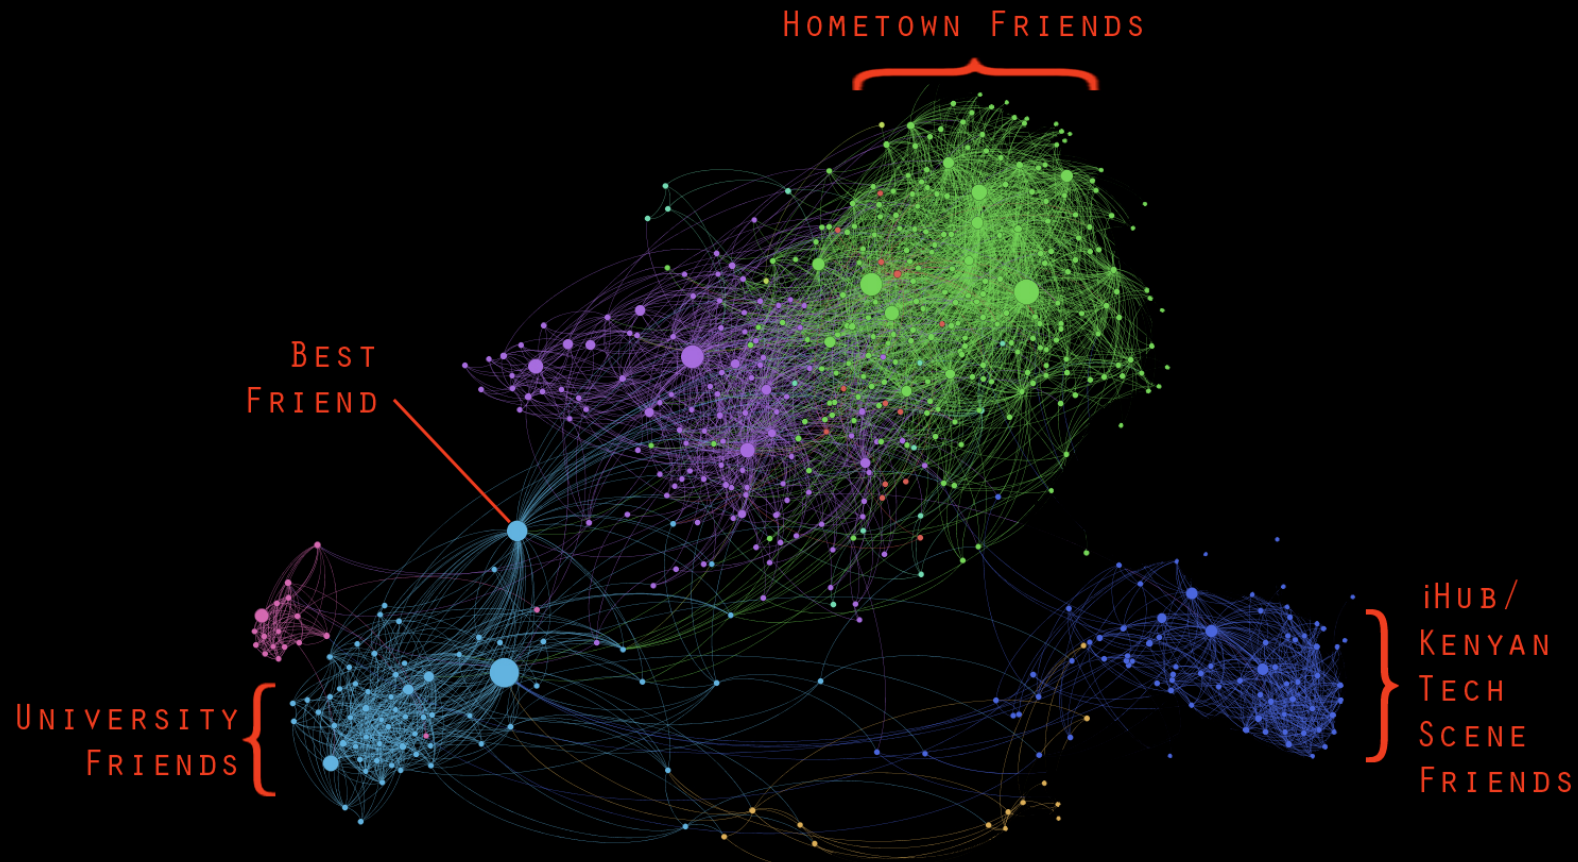 Hometown Friends
Best
Friend
University
Friends
iHub/
Kenyan
Tech
Scene
Friends